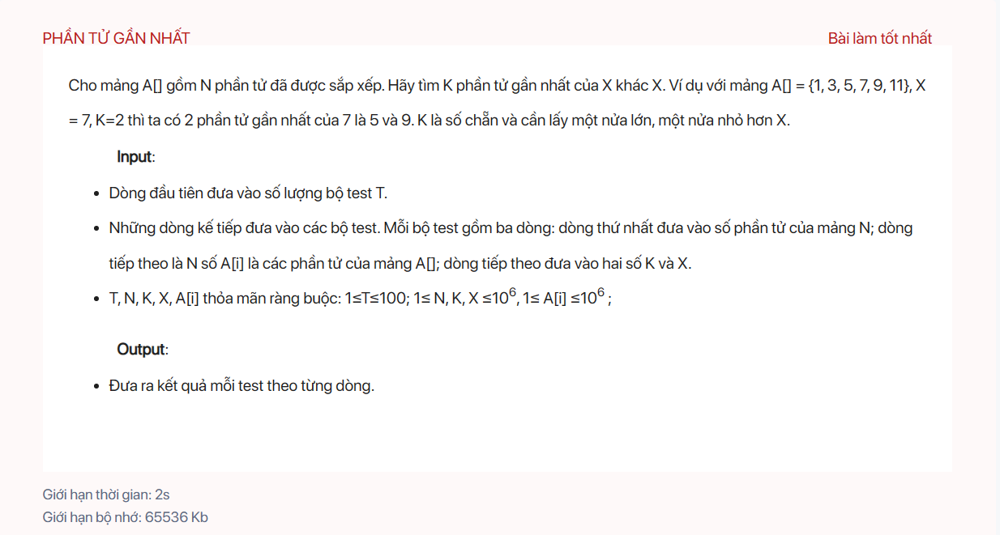 PHẦN TỬ GẦN NHẤT
Bài làm tốt nhất
Cho mảng A[] gồm N phần tử đã được sắp xếp. Hãy tìm K phần tử gần nhất của X khác X. Ví dụ với mảng A[] = {1, 3, 5, 7, 9, 11}, X
= 7, K=2 thì ta có 2 phần tử gần nhất của 7 là 5 và 9. K là số chẵn và cần lấy một nửa lớn, một nửa nhỏ hơn X.
Input:
• Dòng đầu tiên đưa vào số lượng bộ test T.
• Những dòng kế tiếp đưa vào các bộ test. Mỗi bộ test gồm ba dòng: dòng thứ nhất đưa vào số phần tử của mảng N; dòng
tiếp theo là N số A[i] là các phần tử của mảng A[]; dòng tiếp theo đưa vào hai số K và X.
• T, N, K, X, A[i] thỏa mãn ràng buộc: 1≤T≤100; 1≤ N, K, X ≤10⁶, 1≤ A[i] ≤10⁶ ;
Output:
• Đưa ra kết quả mỗi test theo từng dòng.
Giới hạn thời gian: 2s
Giới hạn bộ nhớ: 65536 Kb